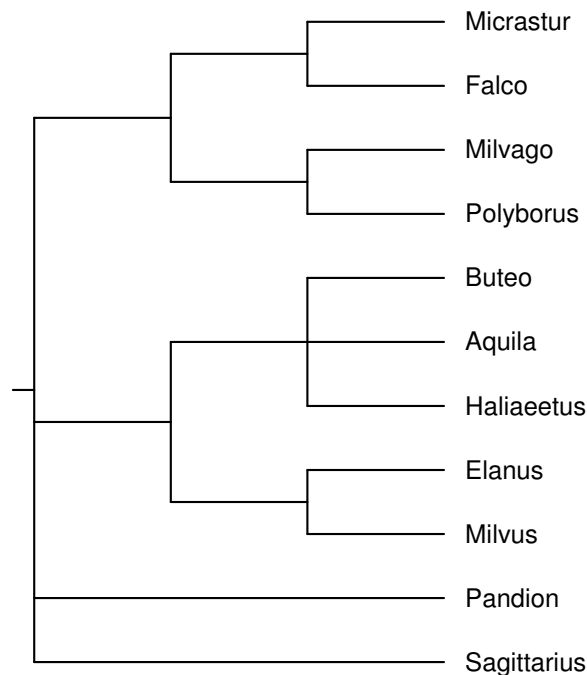 Micrastur
Falco
Milvago
Polyborus
Buteo
Aquila
Haliaeetus
Elanus
Milvus
Pandion
Sagittarius